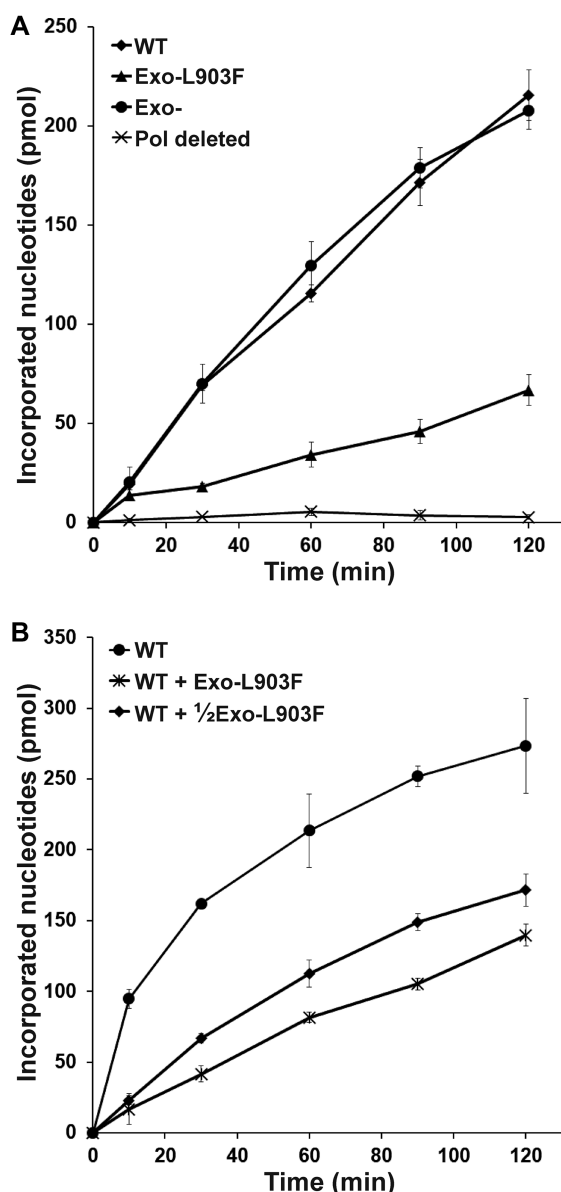 A
250
WT
Exo-L903F
Exo-
Pol deleted
200
150
100
50
0
0 20 40 60 80 100 120
Incorporated nucleotides (pmol)
Time (min)
B
350
WT
WT + Exo-L903F
WT + ½Exo-L903F
300
250
200
150
100
50
0
0 20 40 60 80 100 120
Incorporated nucleotides (pmol)
Time (min)